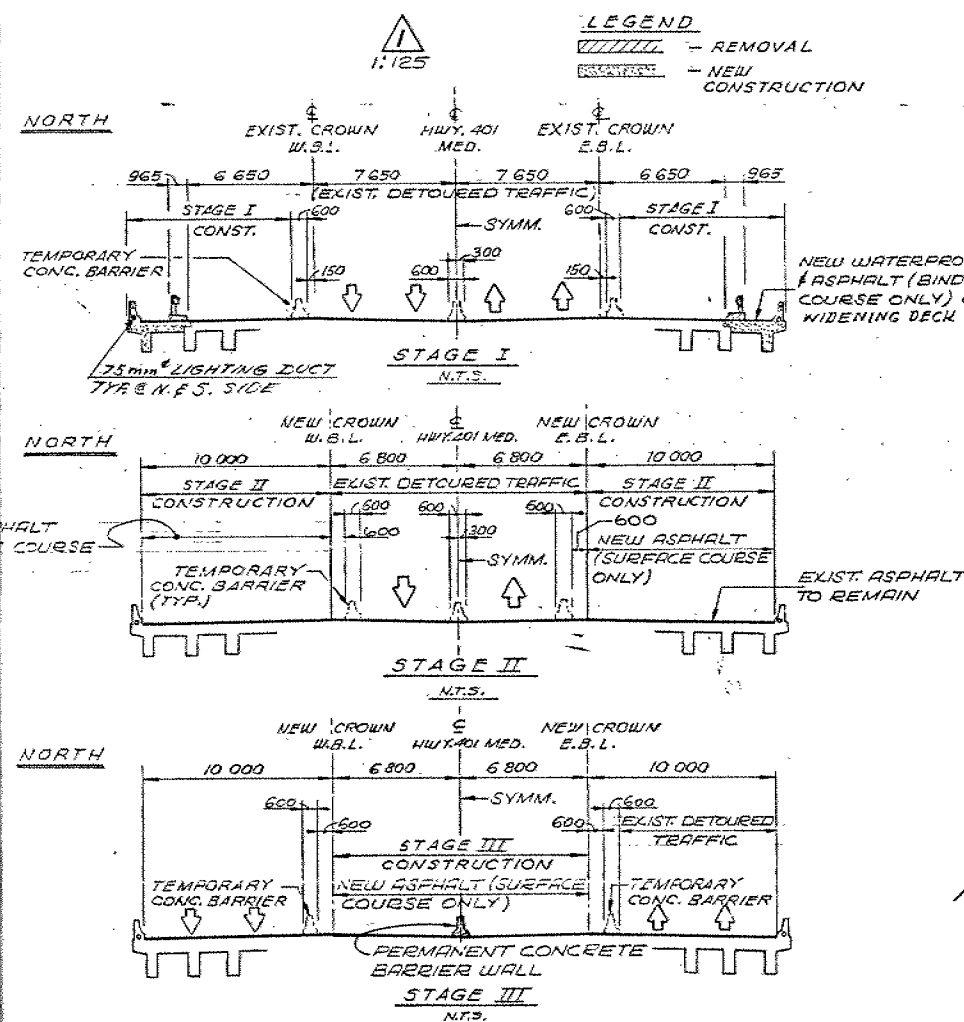 1
1:125
LEGEND
- REMOVAL
- NEW
CONSTRUCTION
NORTH
EXIST. CROWN
W.B.L.
HWY. 401
MED.
EXIST. CROWN
E.B.L.
965 6 650 7 650 7 650 6 650 965
(EXIST. DETOURED TRAFFIC)
STAGE I
CONST.
600
SYMM.
600
STAGE I
CONST.
TEMPORARY
CONC. BARRIER
150
600
300
150
NEW WATERPRO
& ASPHALT (BIND
COURSE ONLY)
WIDENING DECK
75mm ø LIGHTING DUCT
TYP. @ N. & S. SIDE
STAGE I
N.T.S.
NORTH
NEW CROWN
W.B.L.
HWY. 401 MED.
NEW CROWN
E.B.L.
10 000 6 800 6 800 10 000
STAGE II
CONSTRUCTION
EXIST. DETOURED TRAFFIC
STAGE II
CONSTRUCTION
600
600
600
600
300
600
HALT
COURSE
SYMM.
NEW ASPHALT
(SURFACE COURSE
ONLY)
TEMPORARY
CONC. BARRIER
(TYP.)
EXIST. ASPHALT
TO REMAIN
STAGE II
N.T.S.
NORTH
NEW CROWN
W.B.L.
HWY. 401 MED.
NEW CROWN
E.B.L.
10 000 6 800 6 800 10 000
600
600
SYMM.
600
600
EXIST. DETOURED
TRAFFIC
STAGE III
CONSTRUCTION
NEW ASPHALT (SURFACE
COURSE ONLY)
TEMPORARY
CONC. BARRIER
TEMPORARY
CONC. BARRIER
PERMANENT CONCRETE
BARRIER WALL
STAGE III
N.T.S.